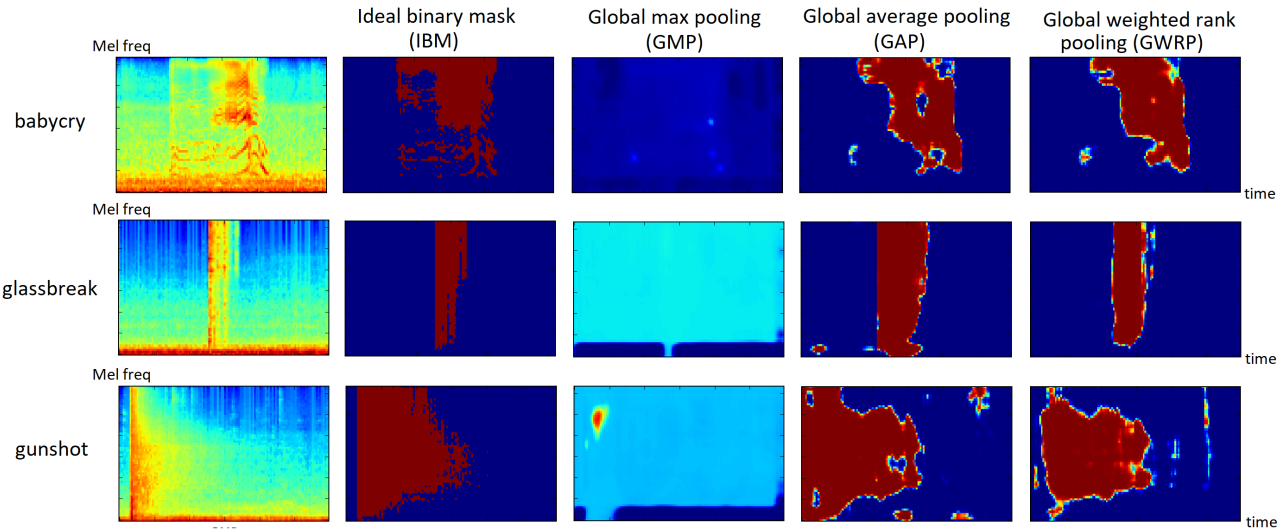 Ideal binary mask
(IBM)
Global max pooling
(GMP)
Global average pooling
(GAP)
Global weighted rank
pooling (GWRP)
Mel freq
babycry
time
Mel freq
glassbreak
time
Mel freq
gunshot
time